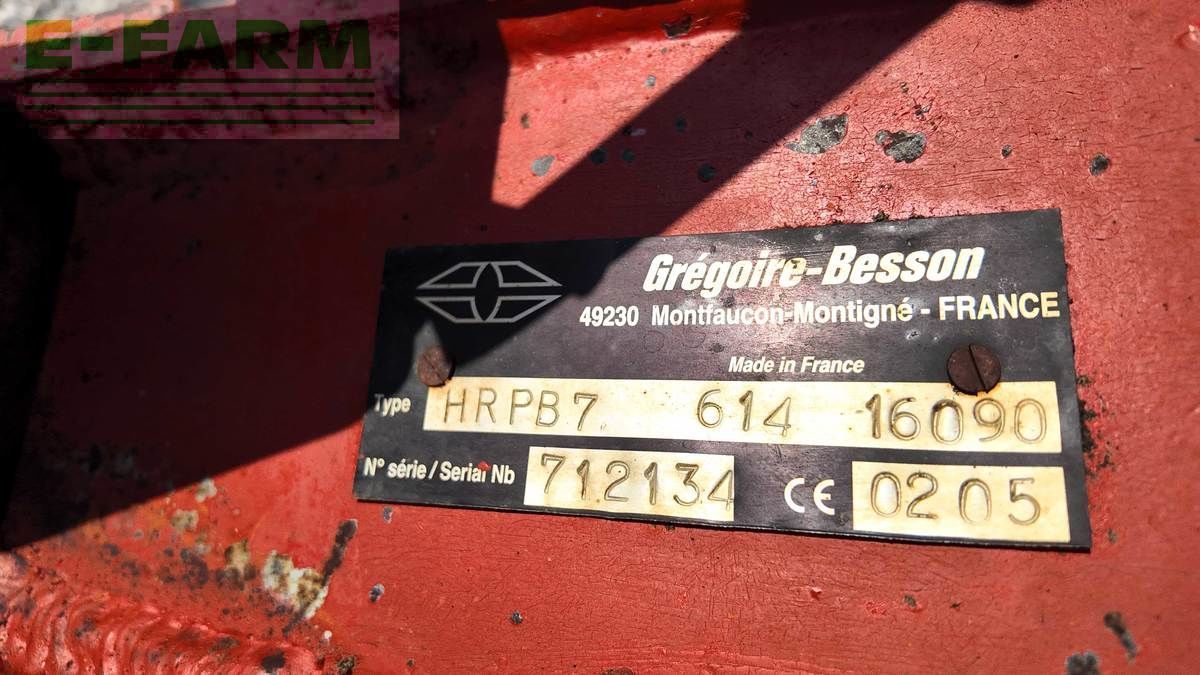 E-FARM
Grégoire-Besson
49230 Montfaucon-Montigné - FRANCE
Made in France
Type HRPB7 614 16090
N° série / Serial Nb 712134 CE 0205